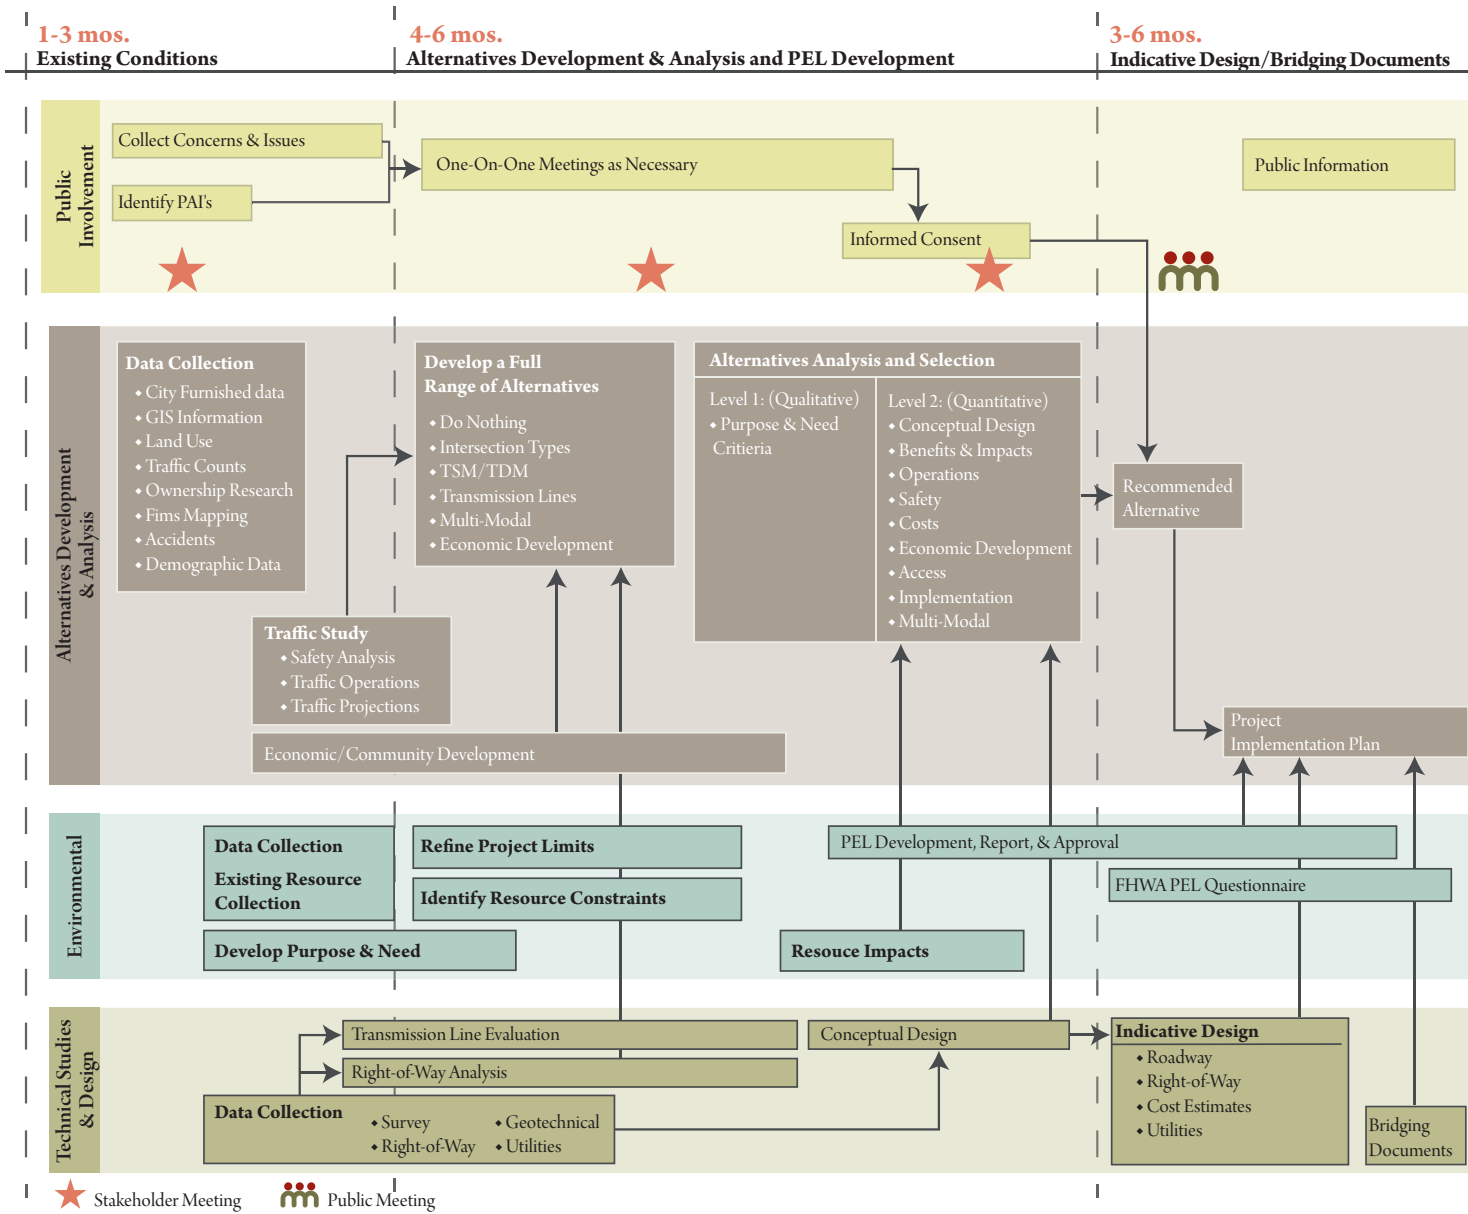 1-3 mos.
Existing Conditions
4-6 mos.
Alternatives Development & Analysis and PEL Development
3-6 mos.
Indicative Design/Bridging Documents
Public
Involvement
Collect Concerns & Issues
Identify PAI's
One-On-One Meetings as Necessary
Informed Consent
Public Information
Alternatives Development
& Analysis
Data Collection
• City Furnished data
• GIS Information
• Land Use
• Traffic Counts
• Ownership Research
• Fims Mapping
• Accidents
• Demographic Data
Traffic Study
• Safety Analysis
• Traffic Operations
• Traffic Projections
Economic/Community Development
Develop a Full
Range of Alternatives
• Do Nothing
• Intersection Types
• TSM/TDM
• Transmission Lines
• Multi-Modal
• Economic Development
Alternatives Analysis and Selection
Level 1: (Qualitative)
• Purpose & Need
Critieria
Level 2: (Quantitative)
• Conceptual Design
• Benefits & Impacts
• Operations
• Safety
• Costs
• Economic Development
• Access
• Implementation
• Multi-Modal
Recommended
Alternative
Project
Implementation Plan
Environmental
Data Collection
Existing Resource
Collection
Develop Purpose & Need
Refine Project Limits
Identify Resource Constraints
Resouce Impacts
PEL Development, Report, & Approval
FHWA PEL Questionnaire
Technical Studies
& Design
Transmission Line Evaluation
Right-of-Way Analysis
Data Collection
• Survey
• Right-of-Way
• Geotechnical
• Utilities
Conceptual Design
Indicative Design
• Roadway
• Right-of-Way
• Cost Estimates
• Utilities
Bridging
Documents
Stakeholder Meeting
Public Meeting